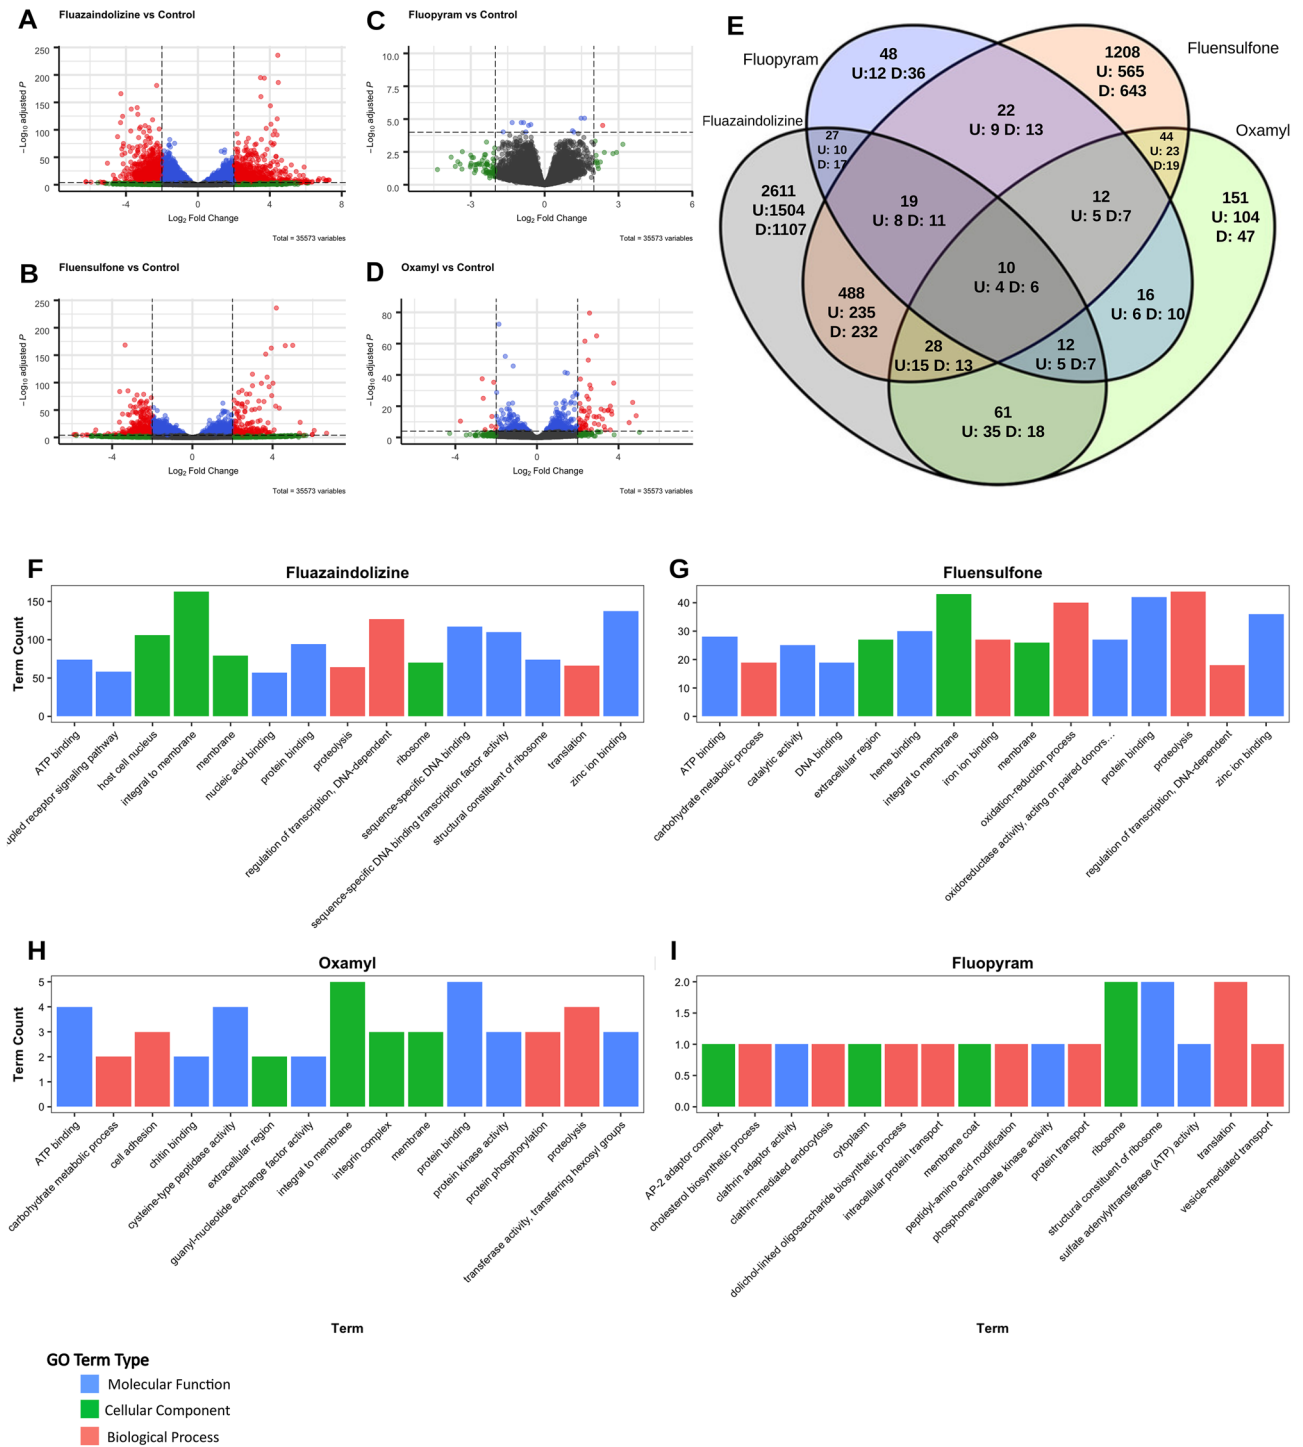 A
Fluazaindolizine vs Control
250
200
150
100
50
0
− Log10 adjusted P
-4
0
4
8
Log2 Fold Change
Total = 35573 variables
B
Fluensulfone vs Control
250
200
150
100
50
0
− Log10 adjusted P
-4
0
4
Log2 Fold Change
Total = 35573 variables
C
Fluopyram vs Control
10.0
7.5
5.0
2.5
0.0
− Log10 adjusted P
-3
0
3
6
Log2 Fold Change
Total = 35573 variables
D
Oxamyl vs Control
80
60
40
20
0
− Log10 adjusted P
-4
0
4
Log2 Fold Change
Total = 35573 variables
E
Fluopyram
Fluensulfone
Fluazaindolizine
Oxamyl
48
U:12 D:36
1208
U: 565
D: 643
22
U: 9 D: 13
27
U: 10
D: 17
44
U: 23
D:19
2611
U:1504
D:1107
19
U: 8 D: 11
12
U: 5 D:7
151
U: 104
D: 47
10
U: 4 D: 6
488
U: 235
D: 232
16
U: 6 D: 10
28
U:15 D: 13
12
U: 5 D:7
61
U: 35 D: 18
F
Fluazaindolizine
Term Count
150
100
50
0
ATP binding
upled receptor signaling pathway
host cell nucleus
integral to membrane
membrane
nucleic acid binding
protein binding
proteolysis
regulation of transcription, DNA-dependent
ribosome
sequence-specific DNA binding
sequence-specific DNA binding transcription factor activity
structural constituent of ribosome
translation
zinc ion binding
G
Fluensulfone
40
30
20
10
0
ATP binding
carbohydrate metabolic process
catalytic activity
DNA binding
extracellular region
heme binding
integral to membrane
iron ion binding
membrane
oxidation-reduction process
oxidoreductase activity, acting on paired donors...
protein binding
proteolysis
regulation of transcription, DNA-dependent
zinc ion binding
H
Oxamyl
Term Count
5
4
3
2
1
0
ATP binding
carbohydrate metabolic process
cell adhesion
chitin binding
cysteine-type peptidase activity
extracellular region
guanyl-nucleotide exchange factor activity
integral to membrane
integrin complex
membrane
protein binding
protein kinase activity
protein phosphorylation
proteolysis
transferase activity, transferring hexosyl groups
Term
I
Fluopyram
2.0
1.5
1.0
0.5
0.0
AP-2 adaptor complex
cholesterol biosynthetic process
clathrin adaptor activity
clathrin-mediated endocytosis
cytoplasm
dolichol-linked oligosaccharide biosynthetic process
intracellular protein transport
membrane coat
peptidyl-amino acid modification
phosphomevalonate kinase activity
protein transport
ribosome
structural constituent of ribosome
sulfate adenylyltransferase (ATP) activity
translation
vesicle-mediated transport
Term
GO Term Type
Molecular Function
Cellular Component
Biological Process